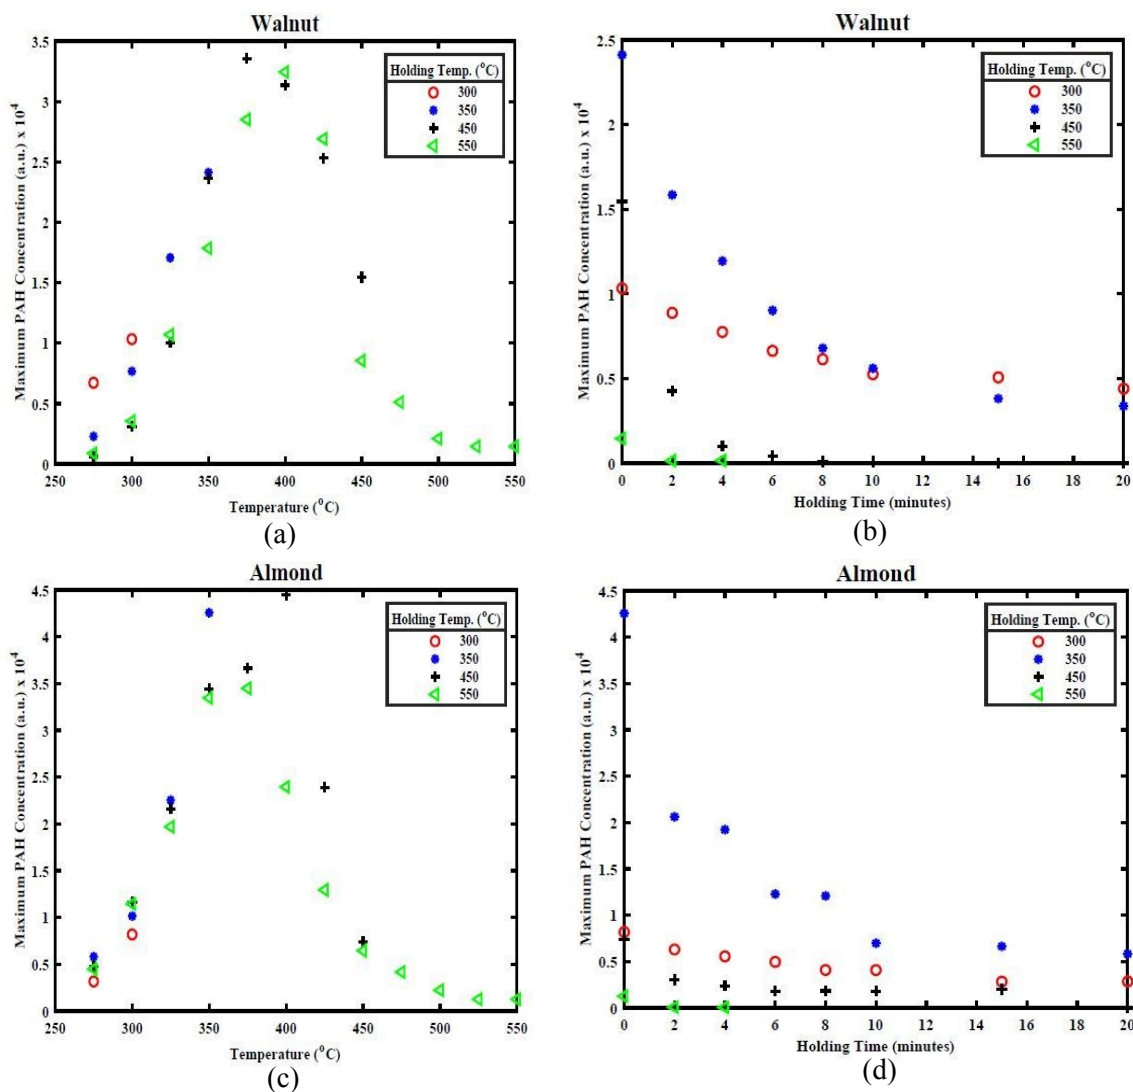 Walnut
Maximum PAH Concentration (a.u.) x 10^4
3.5
3
2.5
2
1.5
1
0.5
0
250 300 350 400 450 500 550
Temperature (°C)
Holding Temp. (°C)
300
350
450
550
(a)
Walnut
Maximum PAH Concentration (a.u.) x 10^4
2.5
2
1.5
1
0.5
0
0 2 4 6 8 10 12 14 16 18 20
Holding Time (minutes)
Holding Temp. (°C)
300
350
450
550
(b)
Almond
Maximum PAH Concentration (a.u.) x 10^4
4.5
4
3.5
3
2.5
2
1.5
1
0.5
0
250 300 350 400 450 500 550
Temperature (°C)
Holding Temp. (°C)
300
350
450
550
(c)
Almond
Maximum PAH Concentration (a.u.) x 10^4
4.5
4
3.5
3
2.5
2
1.5
1
0.5
0
0 2 4 6 8 10 12 14 16 18 20
Holding Time (minutes)
Holding Temp. (°C)
300
350
450
550
(d)